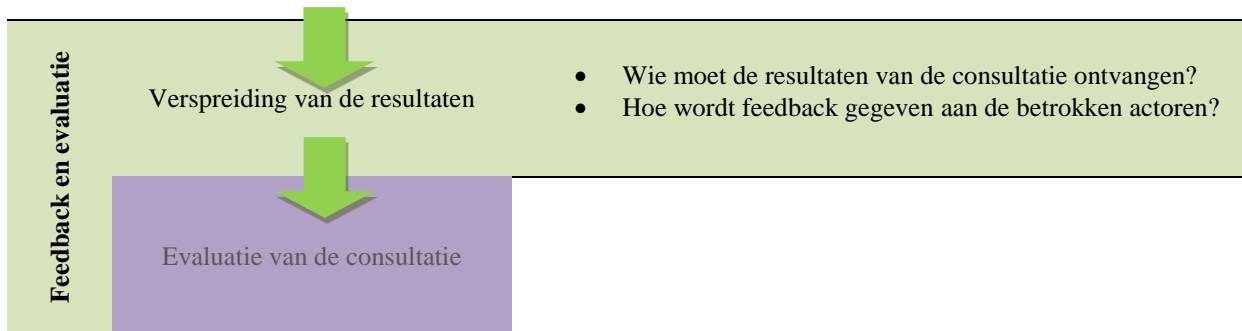 Feedback en evaluatie
Verspreiding van de resultaten
• Wie moet de resultaten van de consultatie ontvangen?
• Hoe wordt feedback gegeven aan de betrokken actoren?
Evaluatie van de consultatie